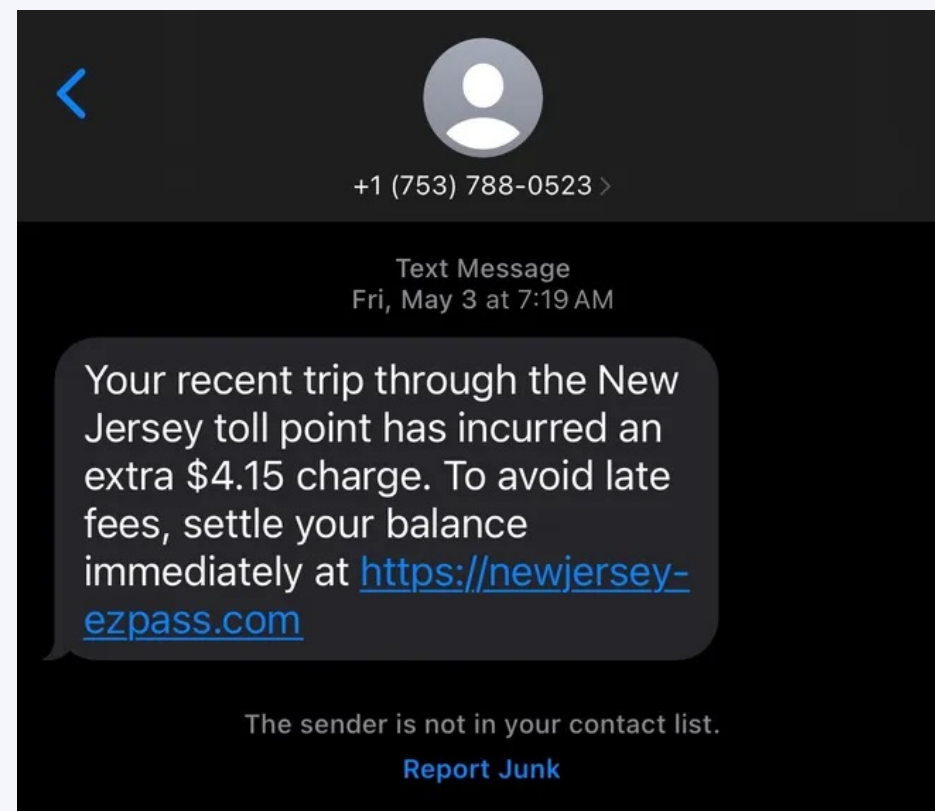 +1 (753) 788-0523 >
Text Message
Fri, May 3 at 7:19 AM
Your recent trip through the New
Jersey toll point has incurred an
extra $4.15 charge. To avoid late
fees, settle your balance
immediately at https://newjersey-
ezpass.com
The sender is not in your contact list.
Report Junk